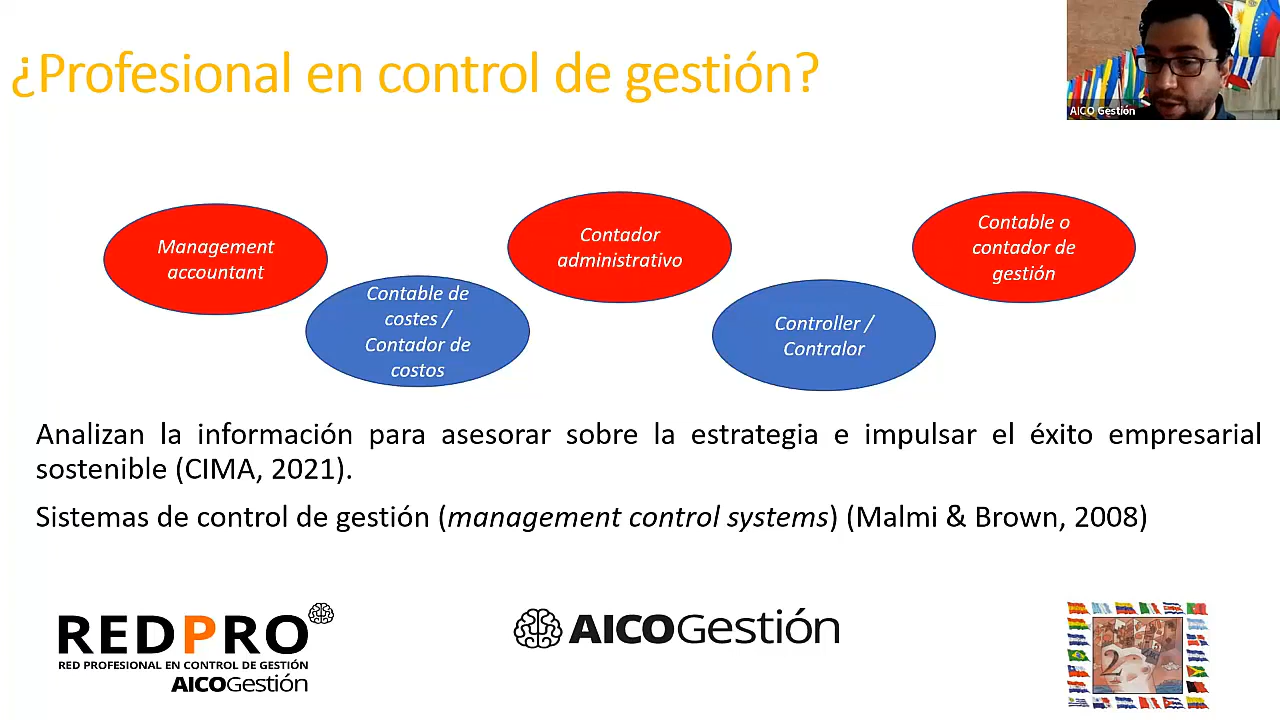 ¿Profesional en control de gestión?
AICO Gestión
Management
accountant
Contable de
costes /
Contador de
costos
Contador
administrativo
Controller /
Contralor
Contable o
contador de
gestión
Analizan la información para asesorar sobre la estrategia e impulsar el éxito empresarial
sostenible (CIMA, 2021).
Sistemas de control de gestión (management control systems) (Malmi & Brown, 2008)
REDPRO
RED PROFESIONAL EN CONTROL DE GESTIÓN
AICOGestión
AICOGestión